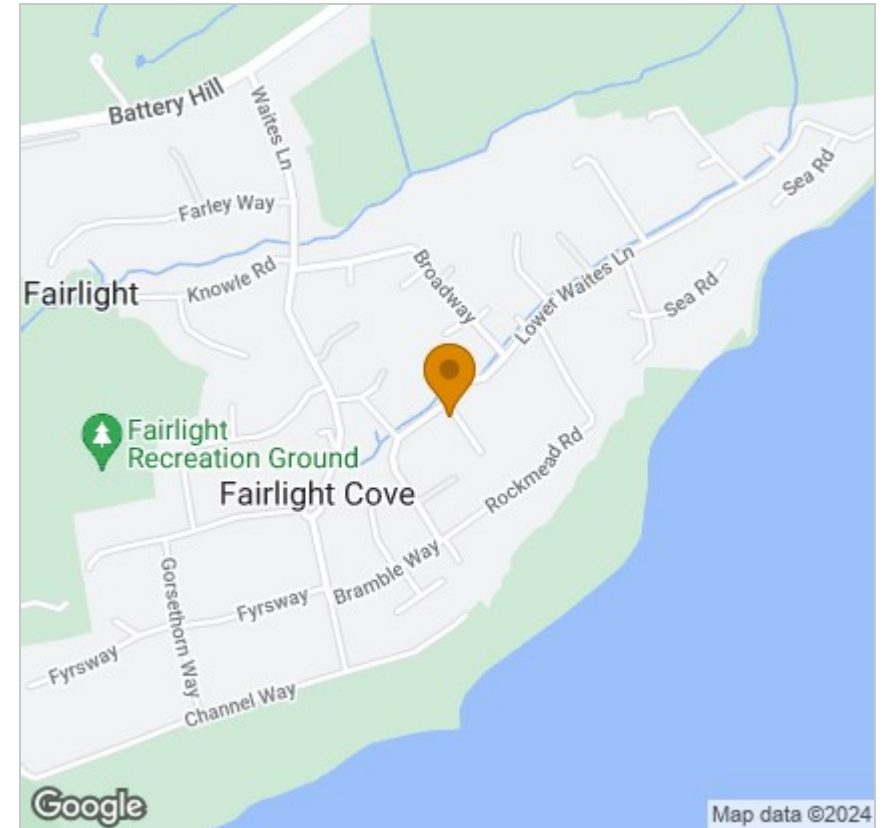 Battery Hill
Waites Ln
Farley Way
Sea Rd
Broadway
Knowle Rd
Fairlight
Lower Waites Ln
Sea Rd
Fairlight
Recreation Ground
Rockmead Rd
Fairlight Cove
Bramble Way
Gorsethorn Way
Fyrsway
Fyrsway
Channel Way
Google
Map data ©2024